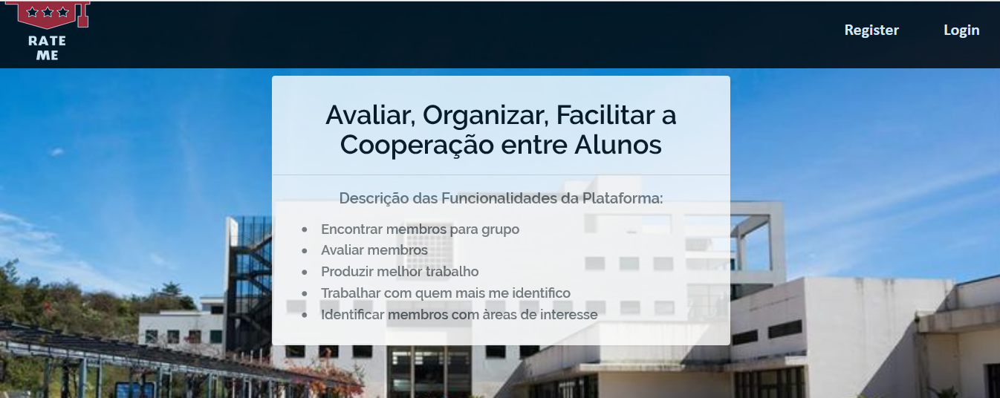 RATE
ME
Register
Login
Avaliar, Organizar, Facilitar a
Cooperação entre Alunos
Descrição das Funcionalidades da Plataforma:
Encontrar membros para grupo
Avaliar membros
Produzir melhor trabalho
Trabalhar com quem mais me identifico
Identificar membros com àreas de interesse